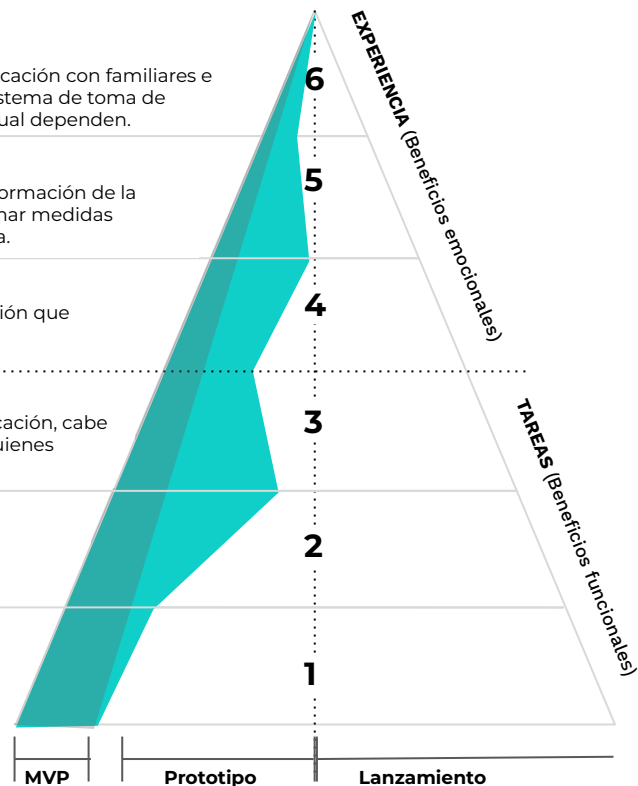 6
cación con familiares e
stema de toma de
ual dependen.
EXPERIENCIA (Beneficios emocionales)
5
ormación de la
nar medidas
a.
4
ión que
3
cación, cabe
uienes
TAREAS (Beneficios funcionales)
2
1
MVP
Prototipo
Lanzamiento